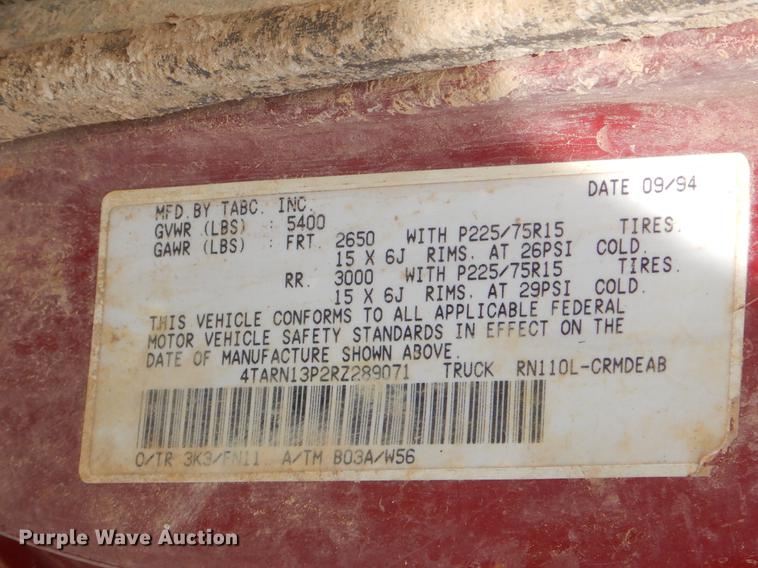 DATE 09/94
MFD.BY TABC. INC.
GVWR (LBS) : 5400
GAWR (LBS) : FRT. 2650 WITH P225/75R15 TIRES.
15 X 6J RIMS. AT 26PSI COLD.
RR. 3000 WITH P225/75R15 TIRES.
15 X 6J RIMS. AT 29PSI COLD.
THIS VEHICLE CONFORMS TO ALL APPLICABLE FEDERAL
MOTOR VEHICLE SAFETY STANDARDS IN EFFECT ON THE
DATE OF MANUFACTURE SHOWN ABOVE.
4TARN13P2RZ289071 TRUCK RN110L-CRMDEAB
O/TR 3K3/FN11 A/TM B03A/W56
Purple Wave Auction